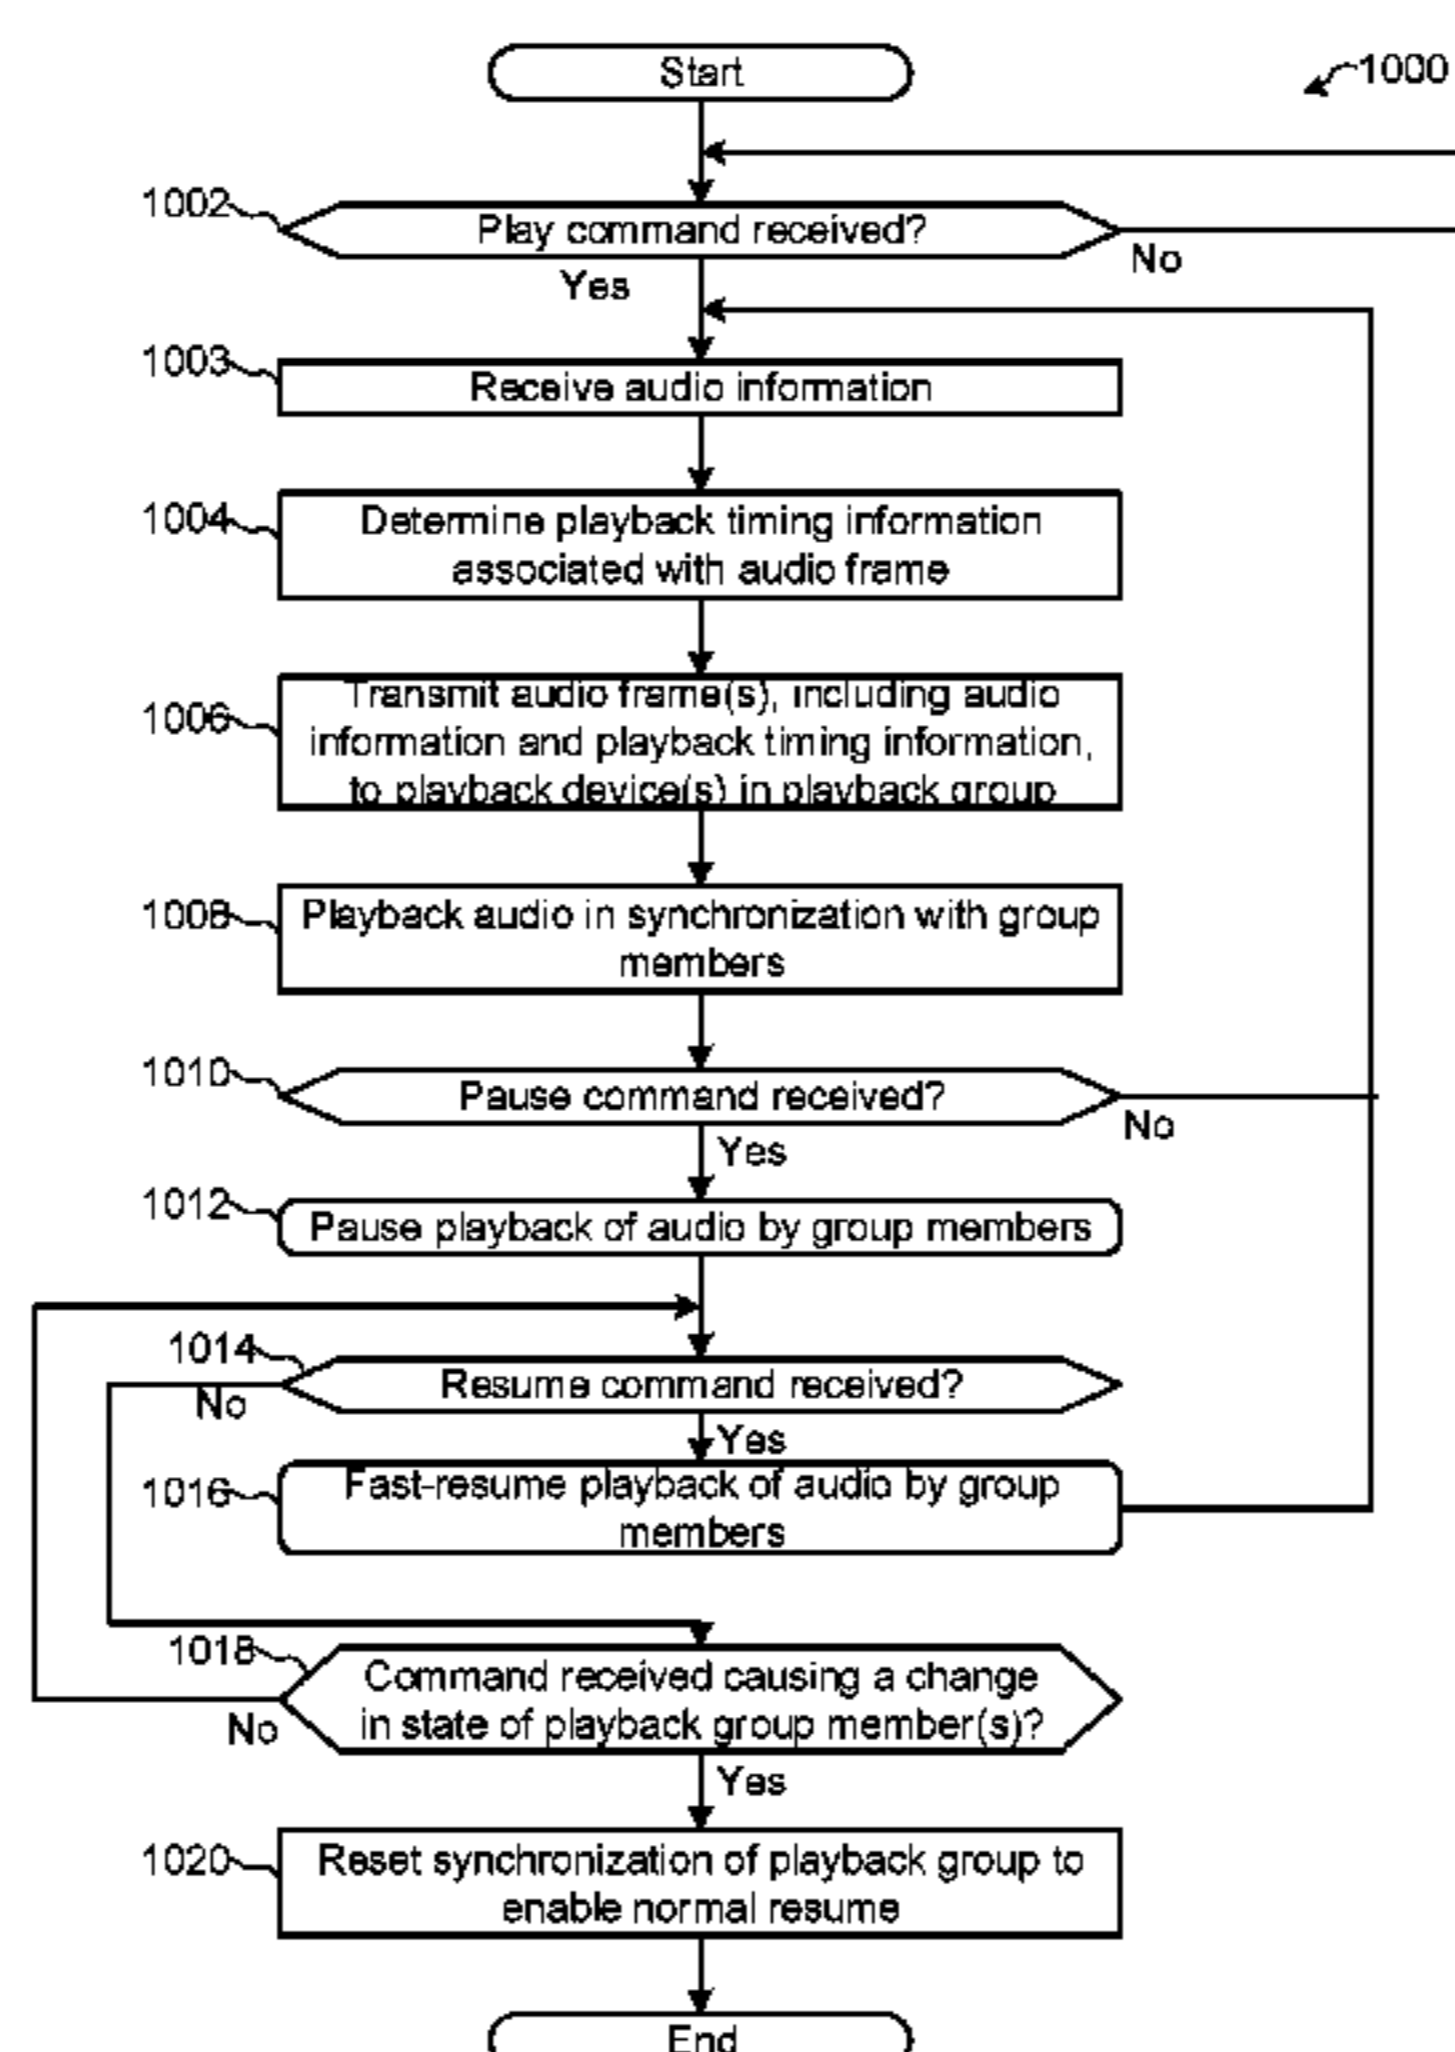 Start
1000
1002
Play command received?
No
Yes
1003
Receive audio information
1004
Determine playback timing information
associated with audio frame
1006
Transmit audio frame(s), including audio
information and playback timing information,
to playback device(s) in playback group
1008
Playback audio in synchronization with group
members
1010
Pause command received?
No
Yes
1012
Pause playback of audio by group members
1014
Resume command received?
No
Yes
1016
Fast-resume playback of audio by group
members
1018
Command received causing a change
in state of playback group member(s)?
No
Yes
1020
Reset synchronization of playback group to
enable normal resume
End